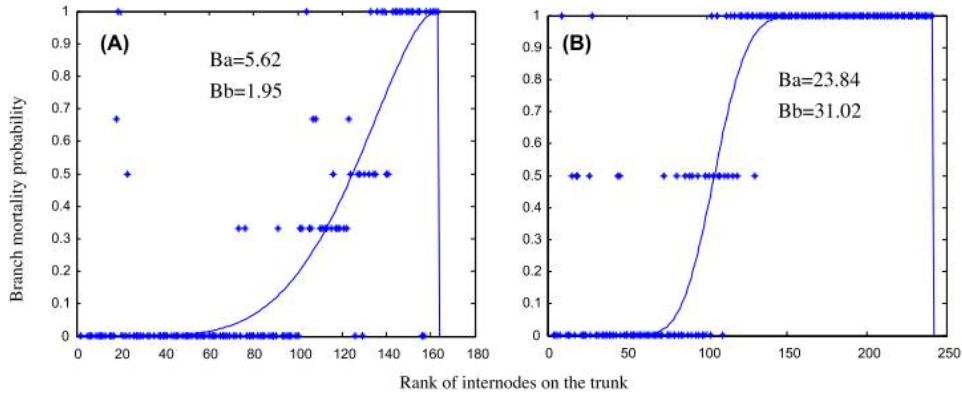 (A)
Ba=5.62
Bb=1.95
(B)
Ba=23.84
Bb=31.02
Branch mortality probability
1
0.9
0.8
0.7
0.6
0.5
0.4
0.3
0.2
0.1
0
0 20 40 60 80 100 120 140 160 180
1
0.9
0.8
0.7
0.6
0.5
0.4
0.3
0.2
0.1
0
0 50 100 150 200 250
Rank of internodes on the trunk